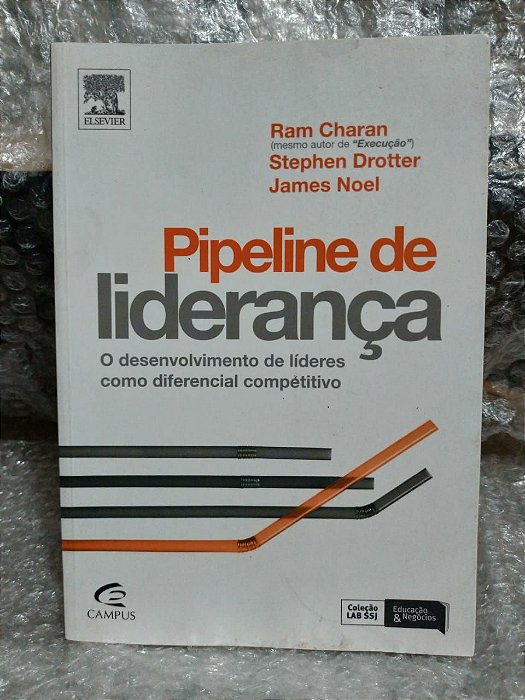 ELSEVIER
Ram Charan
(mesmo autor de "Execução")
Stephen Drotter
James Noel
Pipeline de
liderança
O desenvolvimento de líderes
como diferencial competitivo
CAMPUS
Coleção
LAB SSJ
Educação
& Negócios